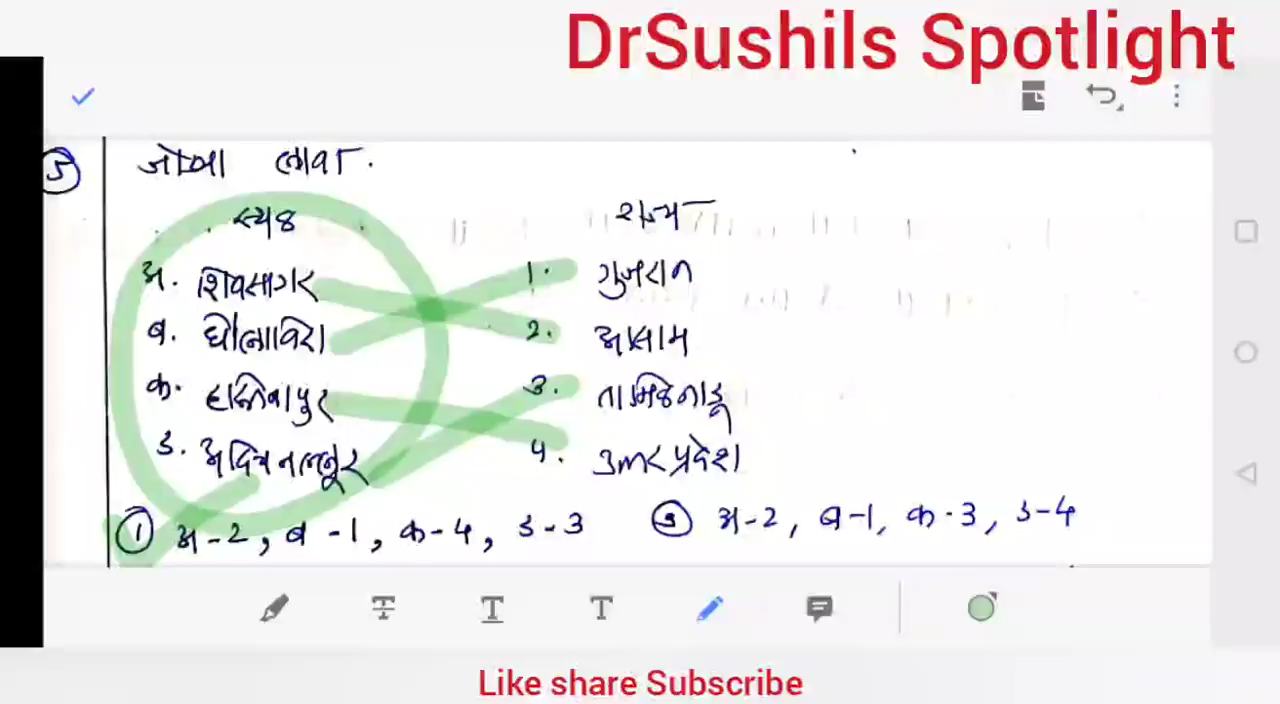 DrSushils Spotlight
5 जोड्या लावा.
स्थळ राज्य
अ. शिवसागर 1. गुजरात
ब. धौलाविरा 2. आसाम
क. हस्तिनापुर 3. तामिळनाडू
ड. अदिचनल्लूर 4. उत्तर प्रदेश
① अ-2, ब-1, क-4, ड-3 ③ अ-2, ब-1, क-3, ड-4
Like share Subscribe